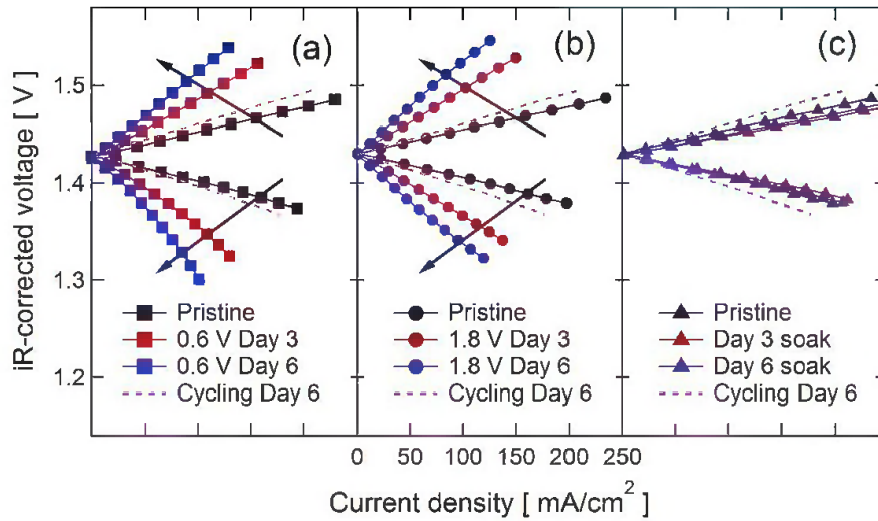 (a)
(b)
(c)
iR-corrected voltage [ V ]
1.5
1.4
1.3
1.2
Pristine
0.6 V Day 3
0.6 V Day 6
Cycling Day 6
Pristine
1.8 V Day 3
1.8 V Day 6
Cycling Day 6
Pristine
Day 3 soak
Day 6 soak
Cycling Day 6
0 50 100 150 200 250
Current density [ mA/cm² ]